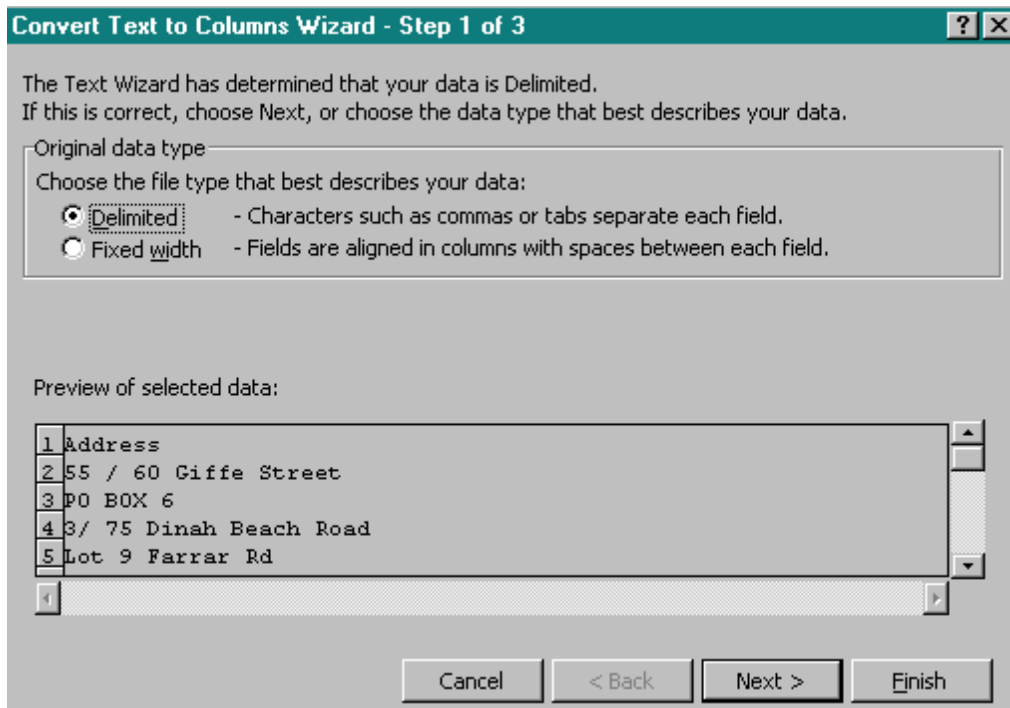 Convert Text to Columns Wizard - Step 1 of 3
The Text Wizard has determined that your data is Delimited.
If this is correct, choose Next, or choose the data type that best describes your data.
Original data type
Choose the file type that best describes your data:
Delimited - Characters such as commas or tabs separate each field.
Fixed width - Fields are aligned in columns with spaces between each field.
Preview of selected data:
1 Address
2 55 / 60 Giffe Street
3 PO BOX 6
4 3/ 75 Dinah Beach Road
5 Lot 9 Farrar Rd
Cancel < Back Next > Finish